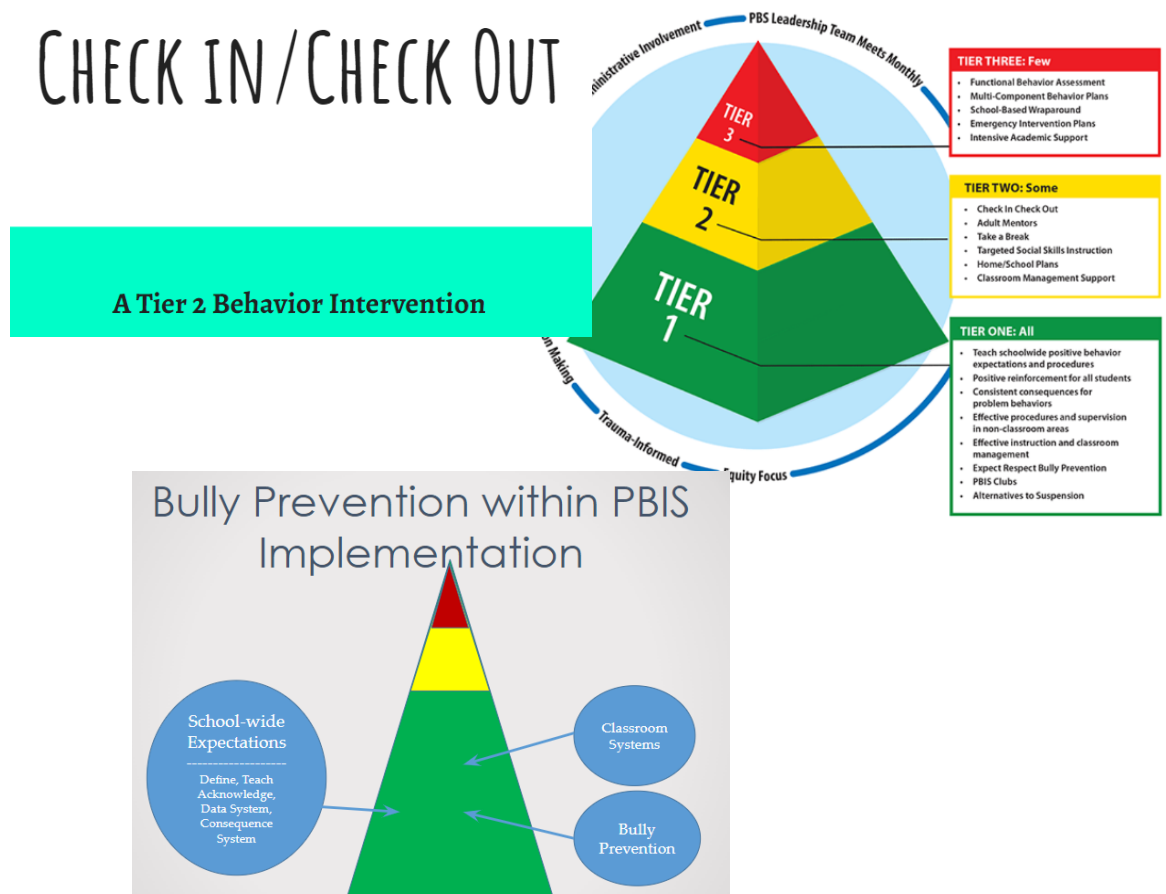 CHECK IN/CHECK OUT
A Tier 2 Behavior Intervention
PBS Leadership Team Meets Monthly
Involvement
Making
Trauma-Informed
Focus
TIER
3
TIER
2
TIER
1
TIER THREE: Few
• Functional Behavior Assessment
• Multi-Component Behavior Plans
• School-Based Wraparound
• Emergency Intervention Plans
• Intensive Academic Support
TIER TWO: Some
• Check In Check Out
• Adult Mentors
• Take a Break
• Targeted Social Skills Instruction
• Home/School Plans
• Classroom Management Support
TIER ONE: All
• Teach schoolwide positive behavior
expectations and procedures
• Positive reinforcement for all students
• Consistent consequences for
problem behaviors
• Effective procedures and supervision
in non-classroom areas
• Effective instruction and classroom
management
• Expect Respect Bully Prevention
• PBIS Clubs
• Alternatives to Suspension
Bully Prevention within PBIS
Implementation
School-wide
Expectations
-------------------
Define, Teach
Acknowledge,
Data System,
Consequence
System
Classroom
Systems
Bully
Prevention